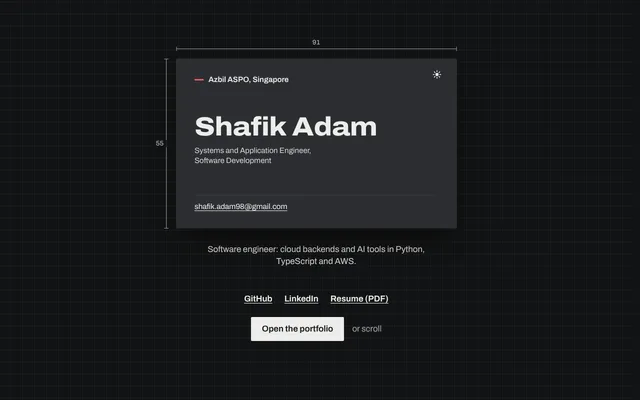 91
Azbil ASPO, Singapore
55
Shafik Adam
Systems and Application Engineer,
Software Development
shafik.adam98@gmail.com
Software engineer: cloud backends and AI tools in Python,
TypeScript and AWS.
GitHub LinkedIn Resume (PDF)
Open the portfolio or scroll